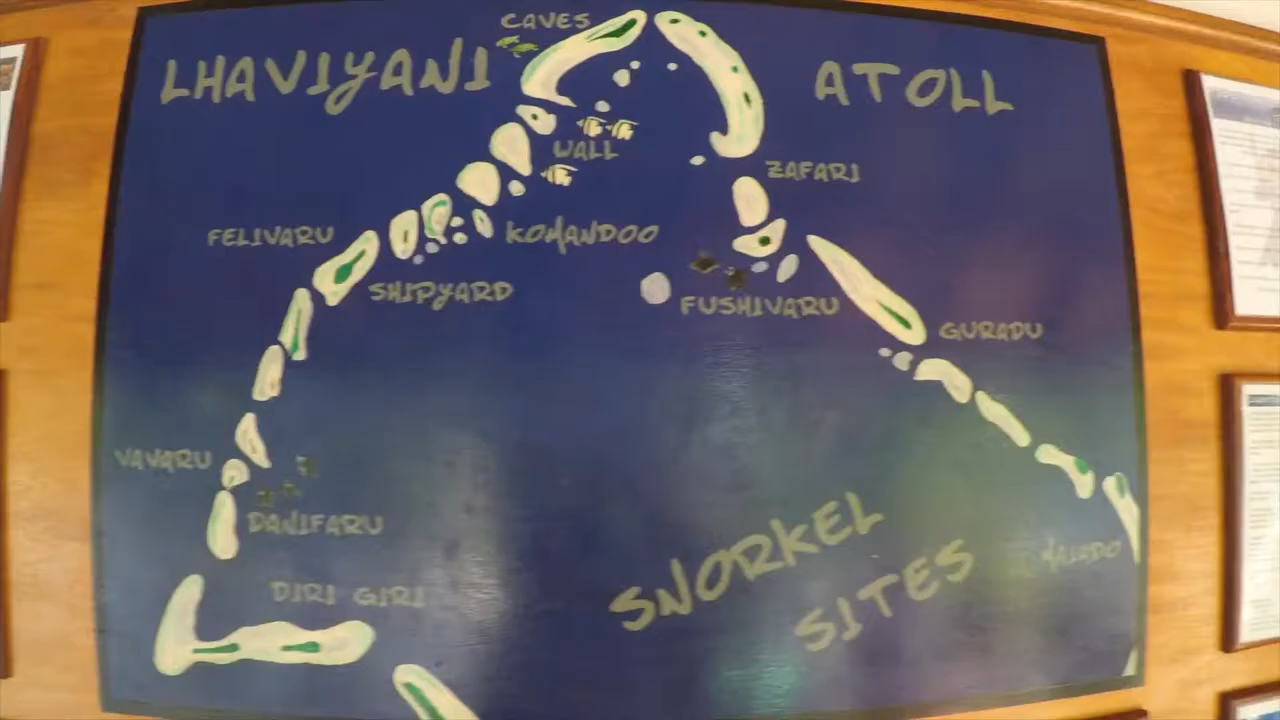 CAVES
LHAVIYANI ATOLL
WALL
ZAFARI
FELIVARU
KOMANDOO
SHIPYARD
FUSHIVARU
GURADU
VAVARU
DANIFARU
DIRI GIRI
SNORKEL
SITES